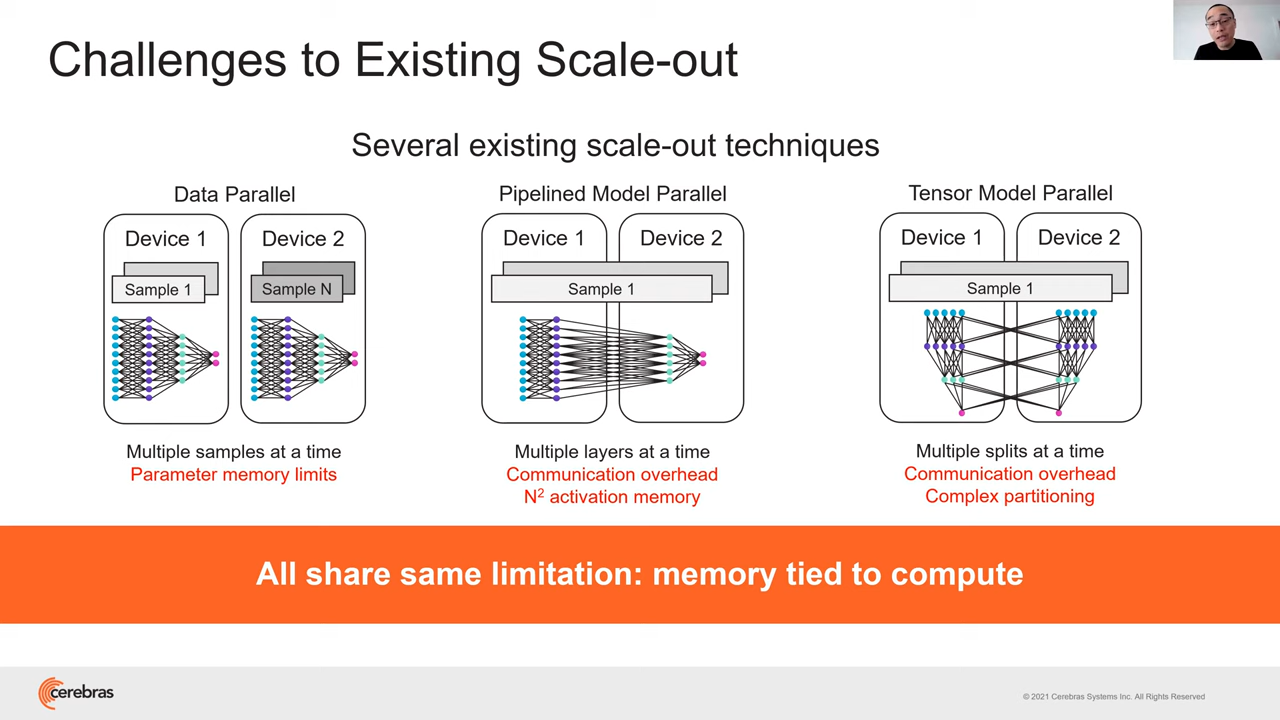 Challenges to Existing Scale-out
Several existing scale-out techniques
Data Parallel
Device 1
Device 2
Sample 1
Sample N
Multiple samples at a time
Parameter memory limits
Pipelined Model Parallel
Device 1
Device 2
Sample 1
Multiple layers at a time
Communication overhead
N² activation memory
Tensor Model Parallel
Device 1
Device 2
Sample 1
Multiple splits at a time
Communication overhead
Complex partitioning
All share same limitation: memory tied to compute
cerebras
© 2021 Cerebras Systems Inc. All Rights Reserved